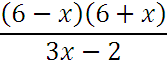 (6 − x)(6 + x)
3x − 2